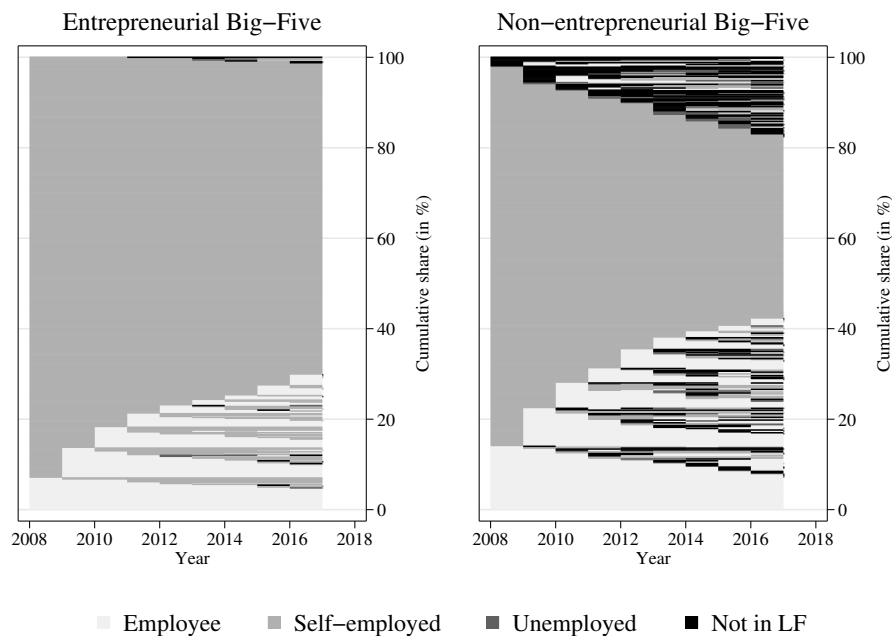 Entrepreneurial Big−Five
Non−entrepreneurial Big−Five
100
80
60
40
20
0
Cumulative share (in %)
2008 2010 2012 2014 2016 2018
Year
100
80
60
40
20
0
Cumulative share (in %)
2008 2010 2012 2014 2016 2018
Year
Employee Self−employed Unemployed Not in LF